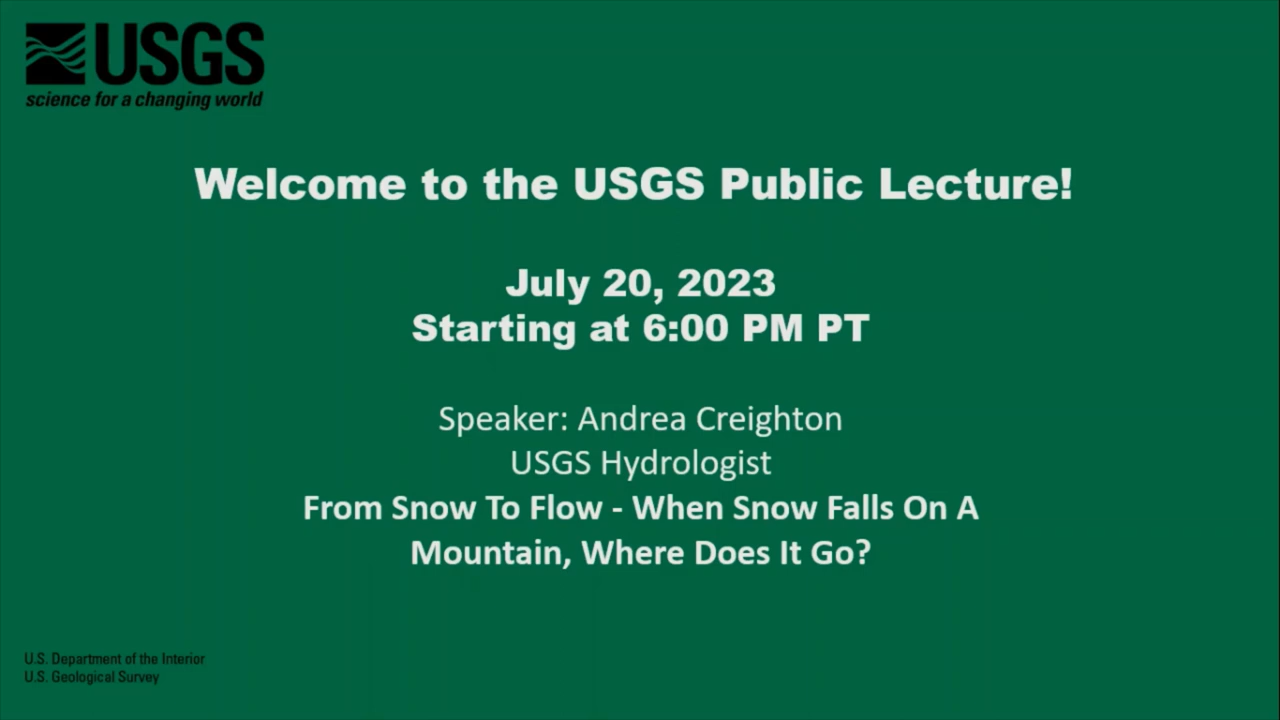 USGS
science for a changing world
Welcome to the USGS Public Lecture!
July 20, 2023
Starting at 6:00 PM PT
Speaker: Andrea Creighton
USGS Hydrologist
From Snow To Flow - When Snow Falls On A
Mountain, Where Does It Go?
U.S. Department of the Interior
U.S. Geological Survey